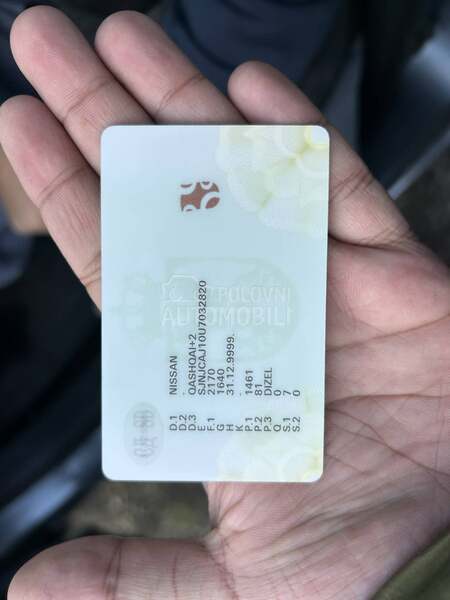 D.1 NISSAN
D.2 -
D.3 QASHQAI+2
E SJNJCAJ10U7032820
F.1 2170
G 1640
H 31.12.9999.
K -
P.1 1461
P.2 81
P.3 DIZEL
Q 0
S.1 7
S.2 0
POLOVNI
AUTOMOBILI